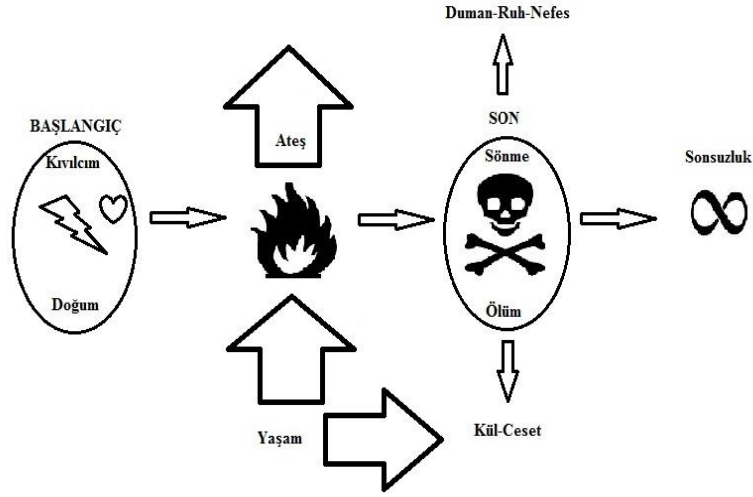 Duman-Ruh-Nefes
BAŞLANGIÇ
Kıvılcım
Doğum
Ateş
Yaşam
SON
Sönme
Ölüm
Kül-Ceset
Sonsuzluk